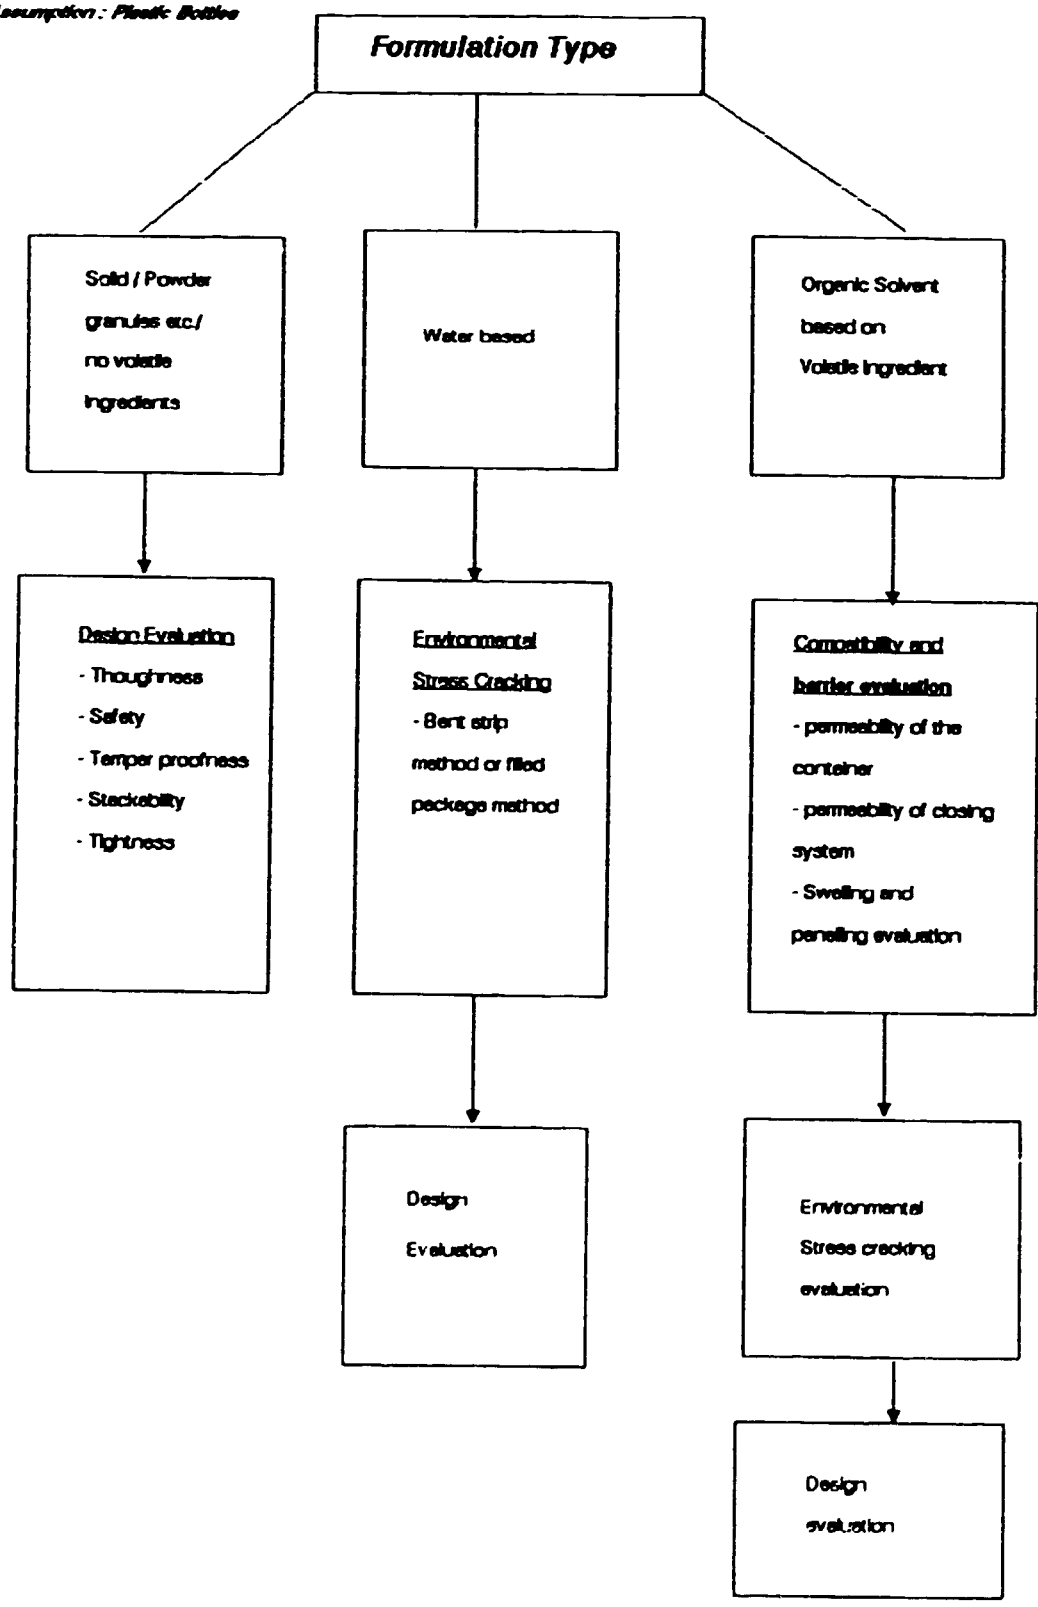 Assumption : Plastic Bottles
Formulation Type
Solid / Powder
granules etc./
no volatile
ingredients
Water based
Organic Solvent
based on
Volatile ingredient
Design Evaluation
- Thoughness
- Safety
- Temper proofness
- Stackability
- Tightness
Environmental
Stress Cracking
- Bent strip
method or filled
package method
Compatibility and
barrier evaluation
- permeability of the
container
- permeability of closing
system
- Swelling and
panelling evaluation
Design
Evaluation
Environmental
Stress cracking
evaluation
Design
evaluation